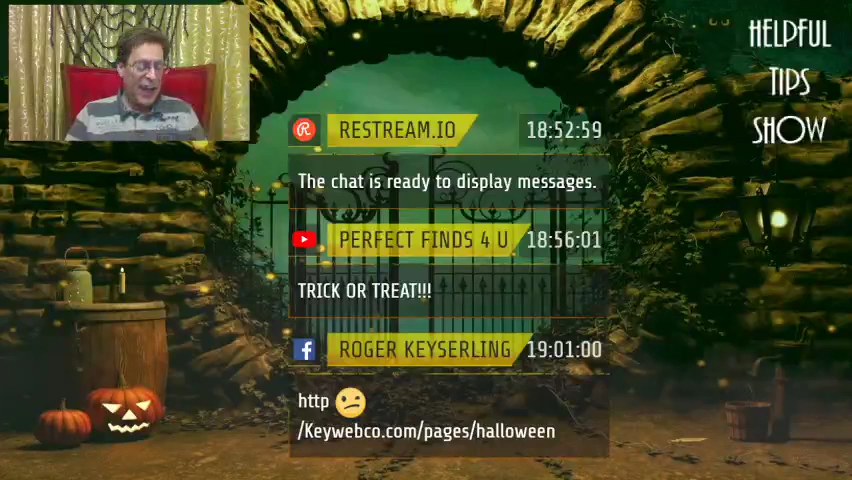 HELPFUL
TIPS
SHOW
RESTREAM.IO 18:52:59
The chat is ready to display messages.
PERFECT FINDS 4 U 18:56:01
TRICK OR TREAT!!!
ROGER KEYSERLING 19:01:00
http 😕
/Keywebco.com/pages/halloween